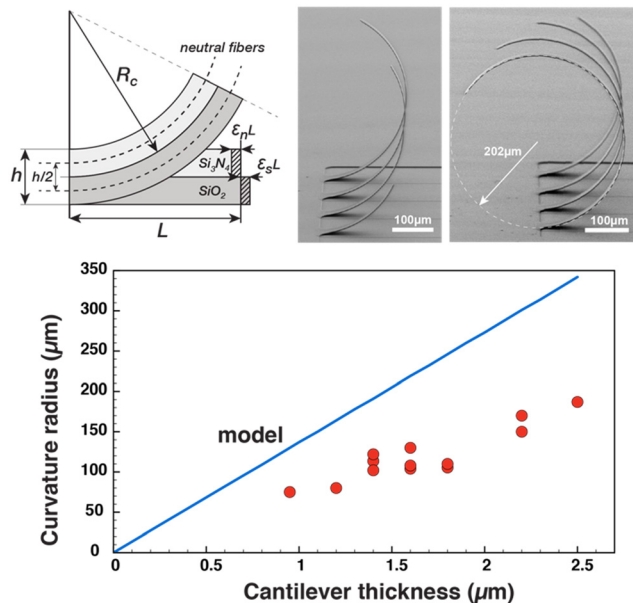 neutral fibers
R_c
ε_nL
Si₃N₄
ε_sL
h
h/2
SiO₂
L
100µm
202µm
100µm
Curvature radius (µm)
350
300
250
200
150
100
50
0
model
0
0.5
1
1.5
2
2.5
Cantilever thickness (µm)